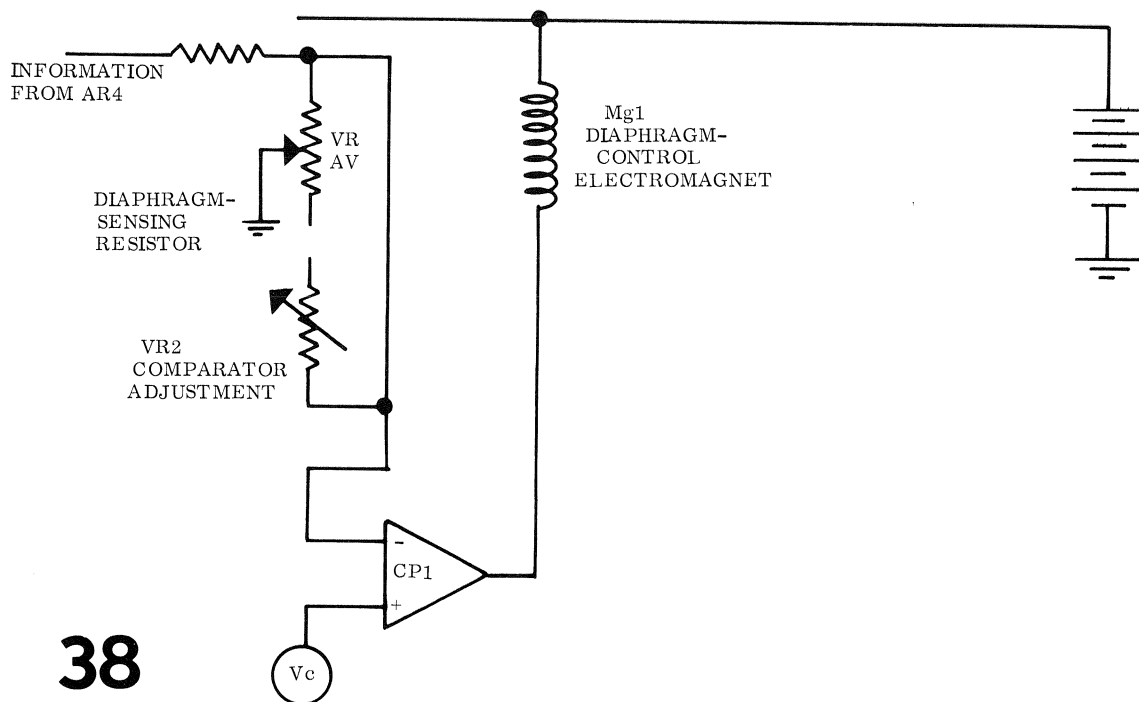 INFORMATION
FROM AR4
VR
AV
DIAPHRAGM-
SENSING
RESISTOR
Mg1
DIAPHRAGM-
CONTROL
ELECTROMAGNET
VR2
COMPARATOR
ADJUSTMENT
-
CP1
+
Vc
38